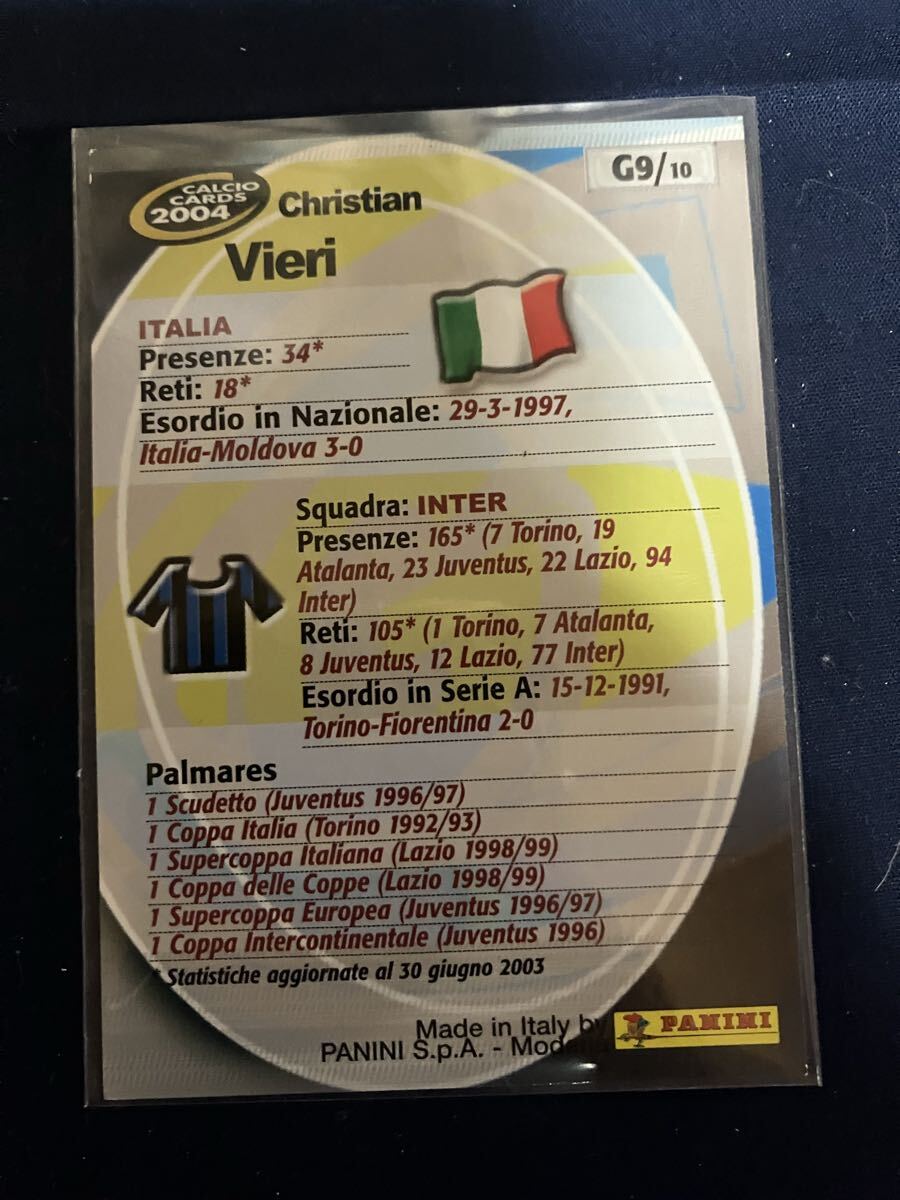 CALCIO
CARDS
2004
G9/10
Christian
Vieri
ITALIA
Presenze: 34*
Reti: 18*
Esordio in Nazionale: 29-3-1997,
Italia-Moldova 3-0
Squadra: INTER
Presenze: 165* (7 Torino, 19
Atalanta, 23 Juventus, 22 Lazio, 94
Inter)
Reti: 105* (1 Torino, 7 Atalanta,
8 Juventus, 12 Lazio, 77 Inter)
Esordio in Serie A: 15-12-1991,
Torino-Fiorentina 2-0
Palmares
1 Scudetto (Juventus 1996/97)
1 Coppa Italia (Torino 1992/93)
1 Supercoppa Italiana (Lazio 1998/99)
1 Coppa delle Coppe (Lazio 1998/99)
1 Supercoppa Europea (Juventus 1996/97)
1 Coppa Intercontinentale (Juventus 1996)
* Statistiche aggiornate al 30 giugno 2003
Made in Italy by
PANINI S.p.A. - Modena
PANINI